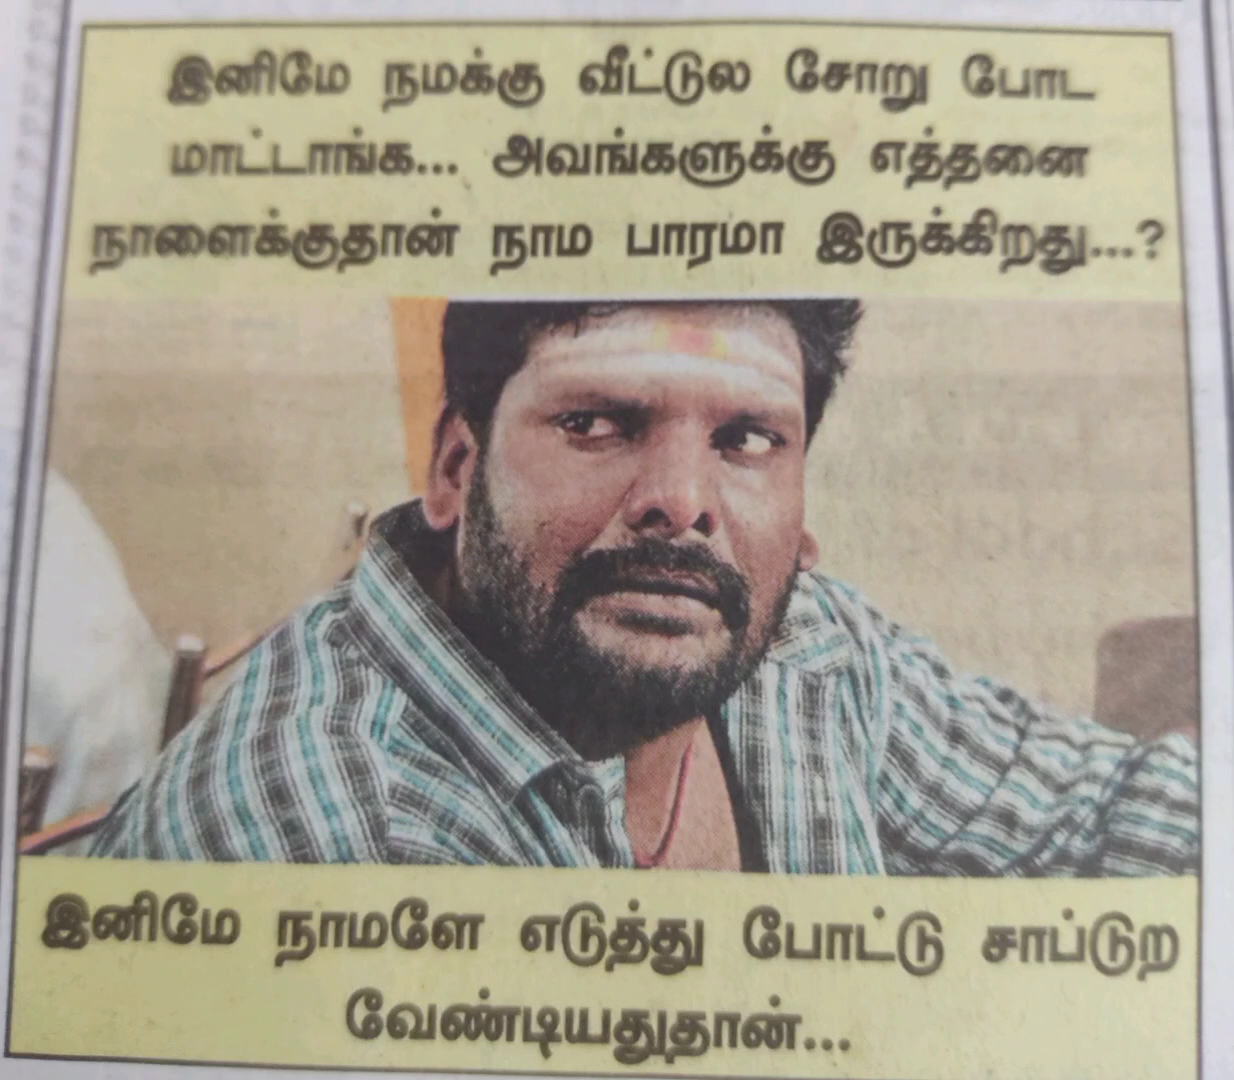 இனிமே நமக்கு வீட்டுல சோறு போட
மாட்டாங்க... அவங்களுக்கு எத்தனை
நாளைக்குதான் நாம பாரமா இருக்கிறது...?
இனிமே நாமளே எடுத்து போட்டு சாப்டுற
வேண்டியதுதான்...